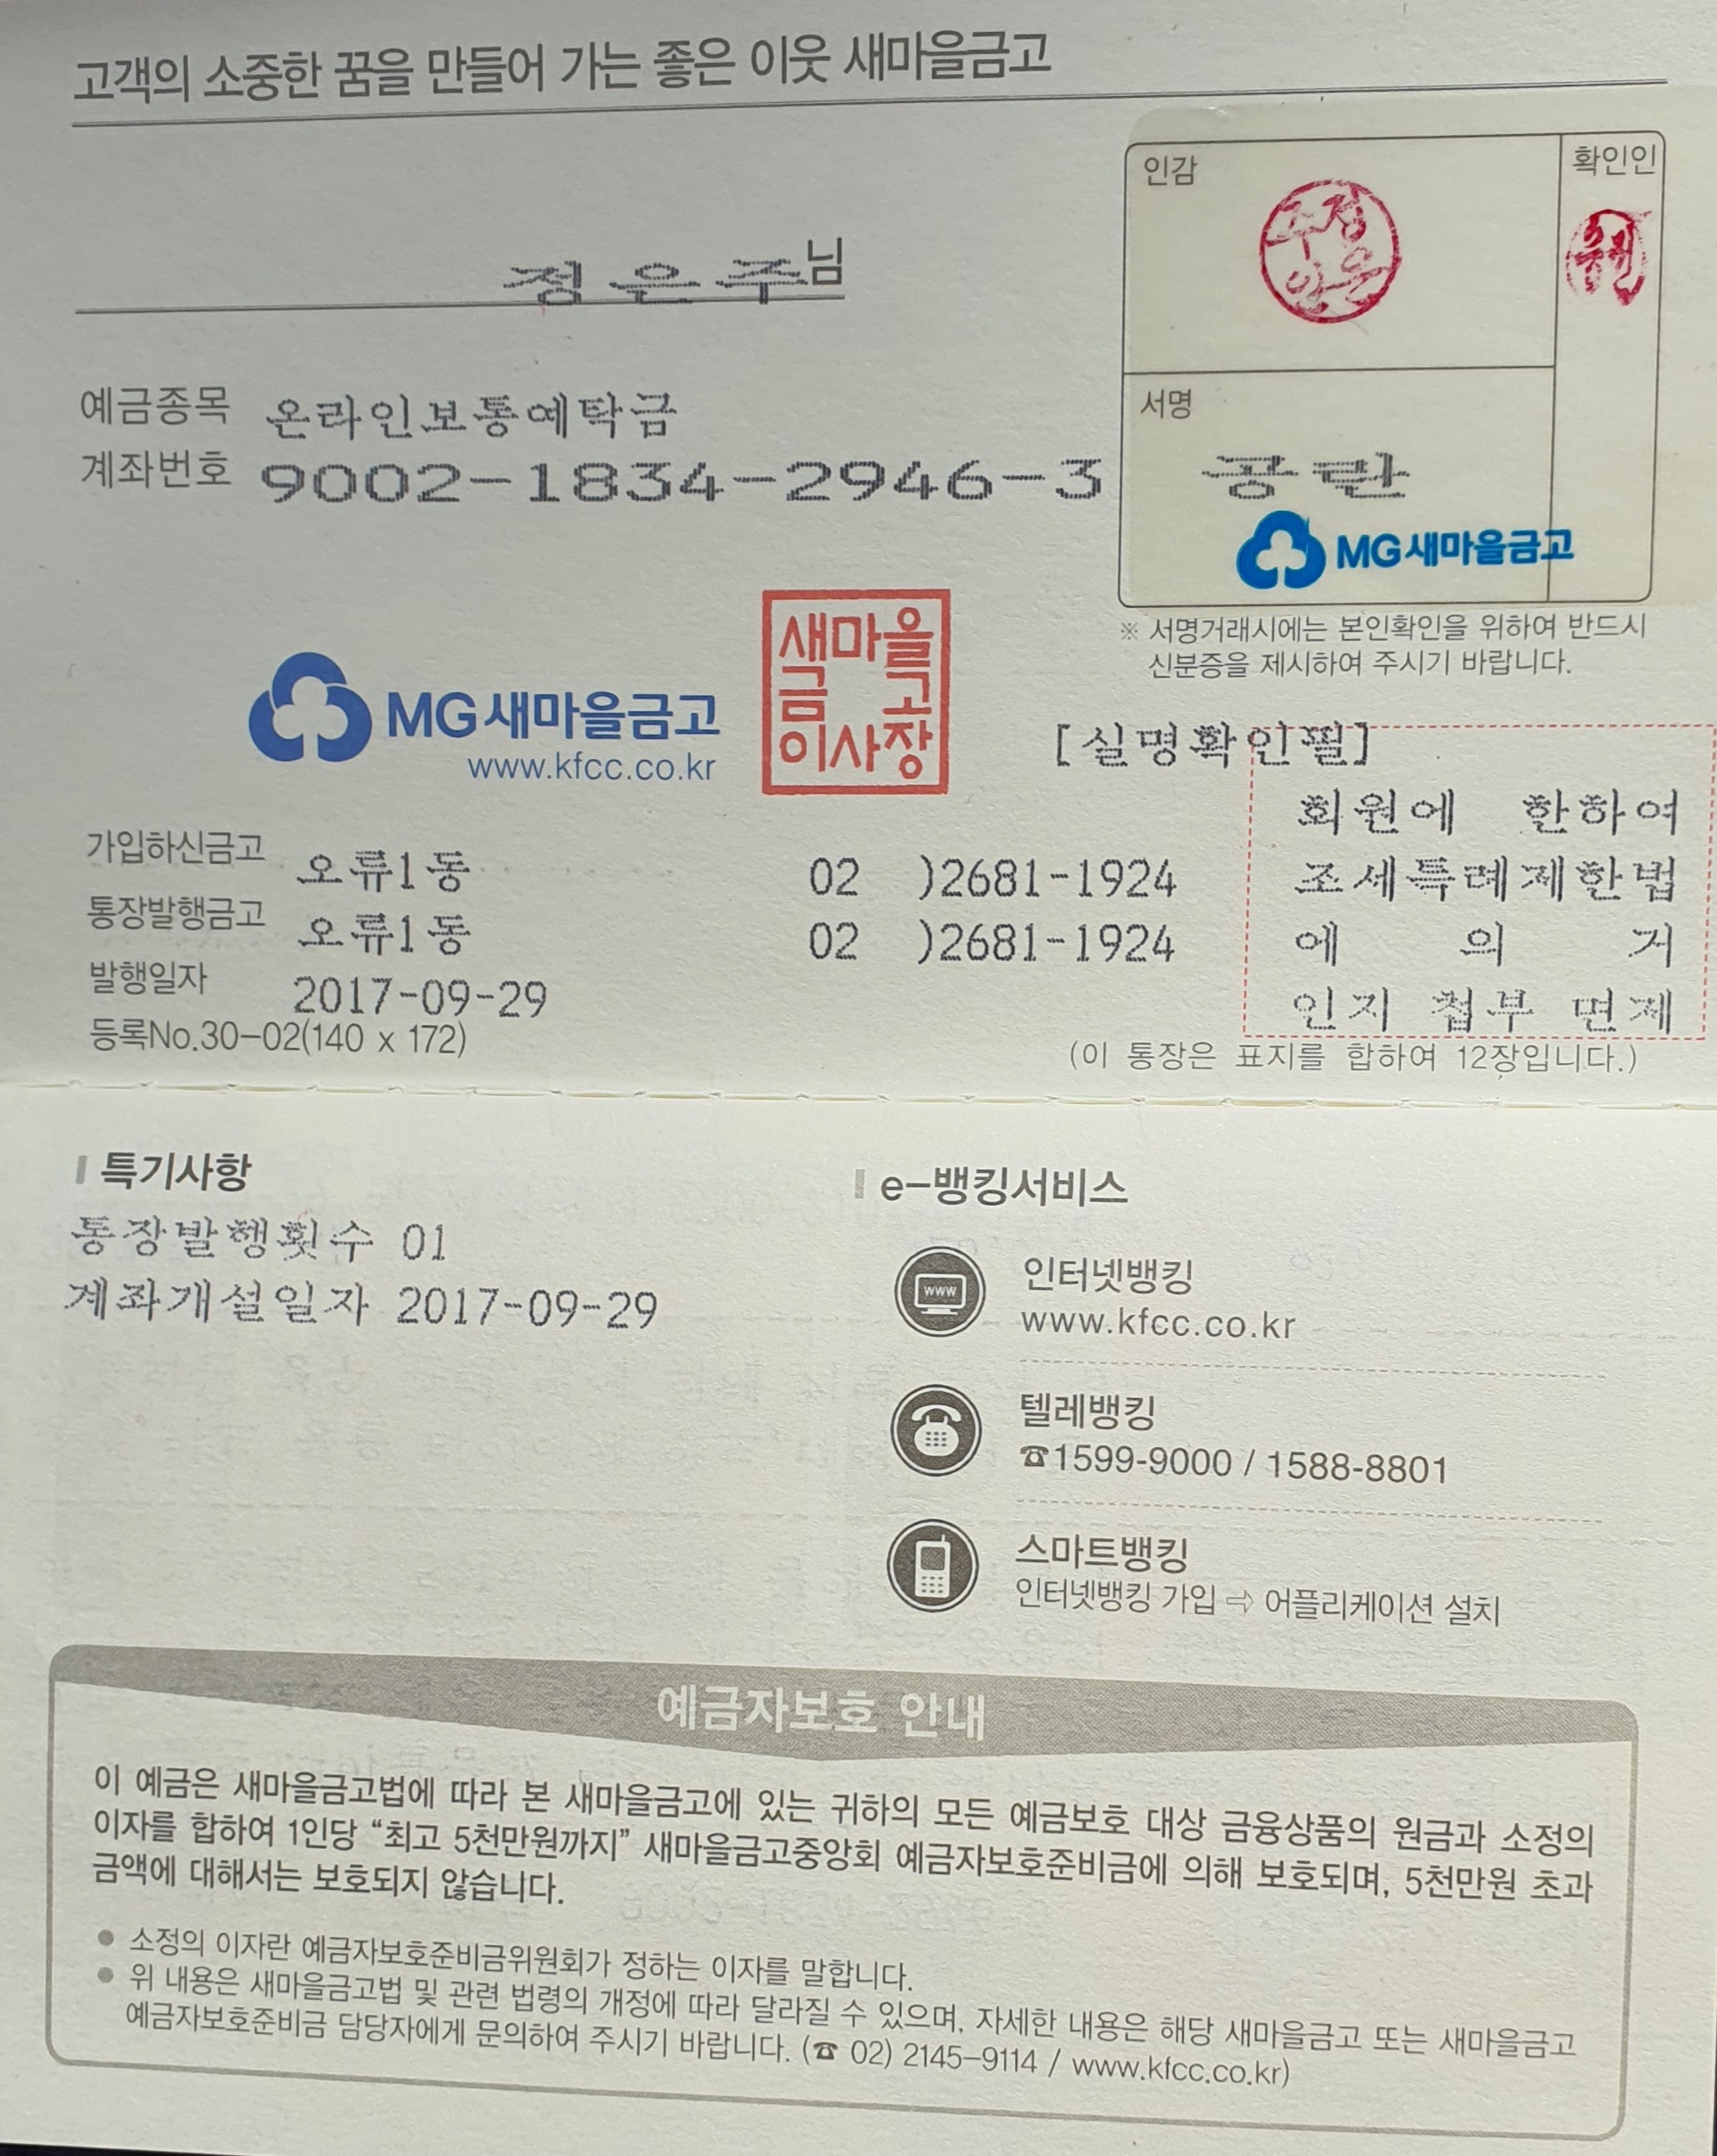 고객의 소중한 꿈을 만들어 가는 좋은 이웃 새마을금고
정은주 님
예금종목 온라인보통예탁금
계좌번호 9002-1834-2946-3
인감
정은주인
확인인
서명
공란
MG새마을금고
※ 서명거래시에는 본인확인을 위하여 반드시
신분증을 제시하여 주시기 바랍니다.
MG새마을금고
www.kfcc.co.kr
새마을
금고
이사장
[실명확인필]
회원에 한하여
조세특례제한법
에 의 거
인지 첩부 면제
가입하신금고 오류1동 02 )2681-1924
통장발행금고 오류1동 02 )2681-1924
발행일자 2017-09-29
등록No.30-02(140 x 172)
(이 통장은 표지를 합하여 12장입니다.)
특기사항
통장발행횟수 01
계좌개설일자 2017-09-29
e-뱅킹서비스
www
인터넷뱅킹
www.kfcc.co.kr
텔레뱅킹
☎1599-9000 / 1588-8801
스마트뱅킹
인터넷뱅킹 가입 ⇨ 어플리케이션 설치
예금자보호 안내
이 예금은 새마을금고법에 따라 본 새마을금고에 있는 귀하의 모든 예금보호 대상 금융상품의 원금과 소정의
이자를 합하여 1인당 “최고 5천만원까지” 새마을금고중앙회 예금자보호준비금에 의해 보호되며, 5천만원 초과
금액에 대해서는 보호되지 않습니다.
● 소정의 이자란 예금자보호준비금위원회가 정하는 이자를 말합니다.
● 위 내용은 새마을금고법 및 관련 법령의 개정에 따라 달라질 수 있으며, 자세한 내용은 해당 새마을금고 또는 새마을금고
예금자보호준비금 담당자에게 문의하여 주시기 바랍니다. (☎ 02) 2145-9114 / www.kfcc.co.kr)